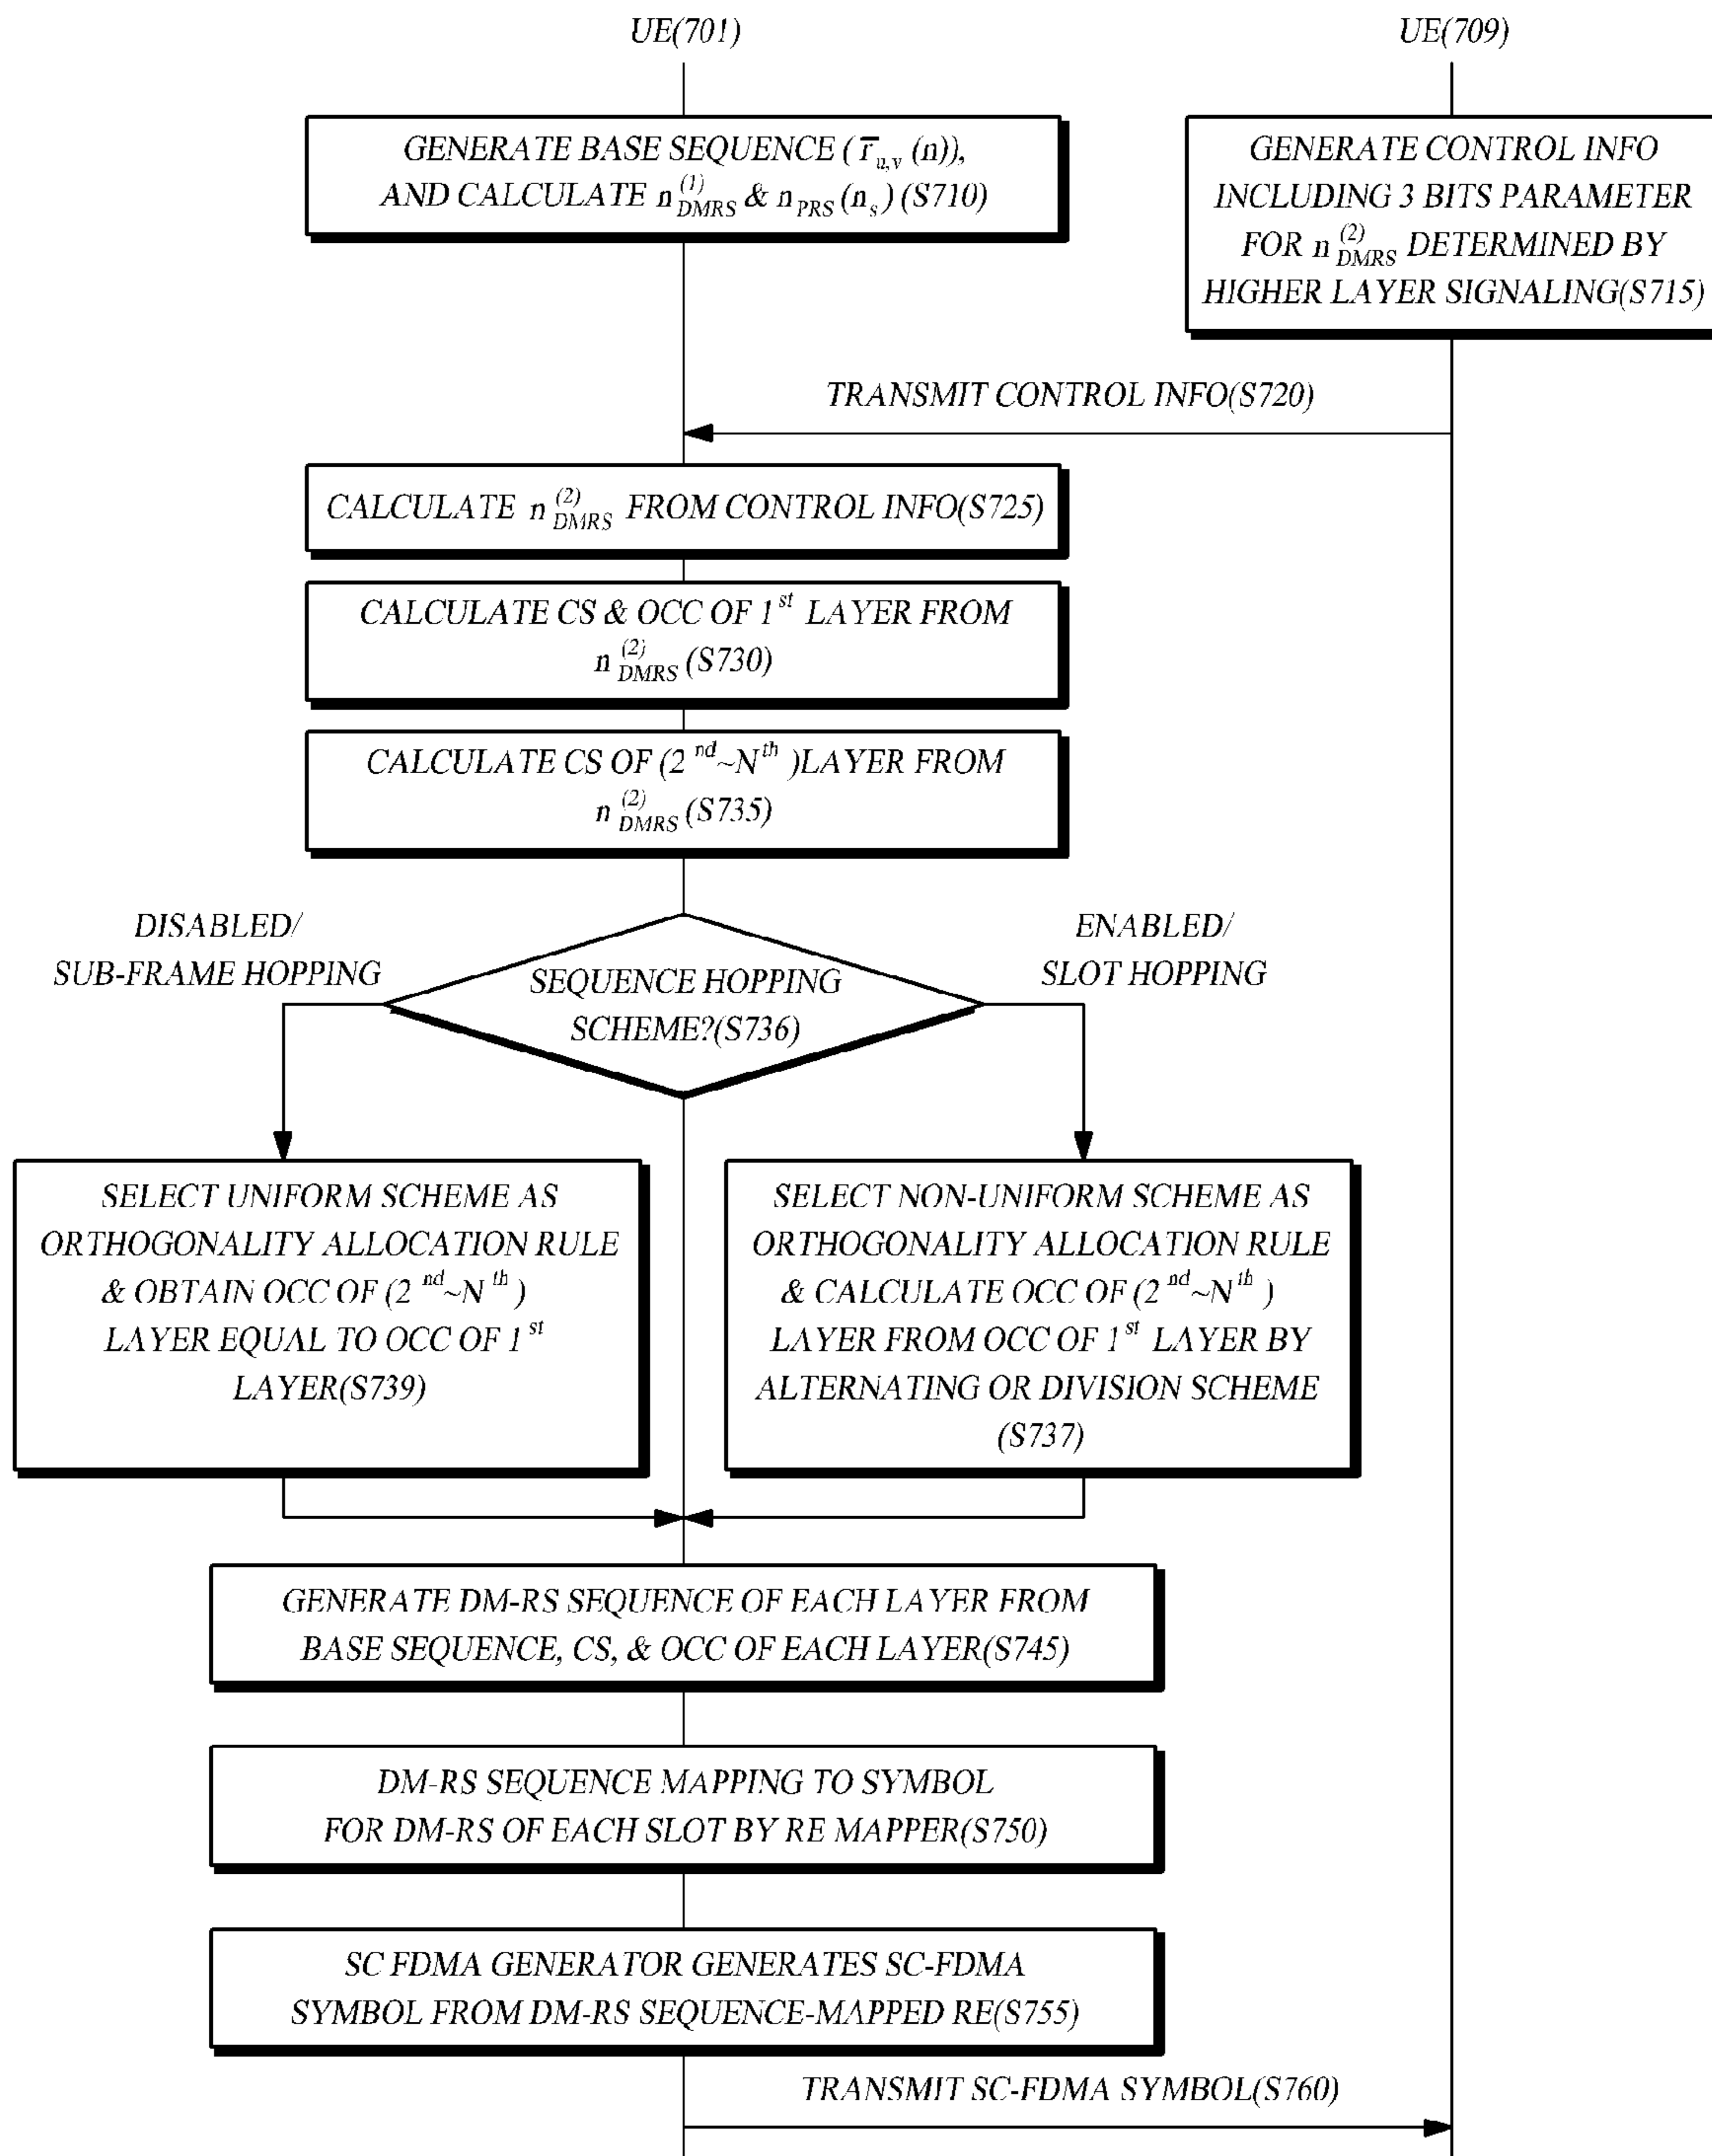 UE(701)
UE(709)
GENERATE BASE SEQUENCE (r̅u,v (n)),
AND CALCULATE n(1)DMRS & nPRS (ns) (S710)
GENERATE CONTROL INFO
INCLUDING 3 BITS PARAMETER
FOR n(2)DMRS DETERMINED BY
HIGHER LAYER SIGNALING(S715)
TRANSMIT CONTROL INFO(S720)
CALCULATE n(2)DMRS FROM CONTROL INFO(S725)
CALCULATE CS & OCC OF 1st LAYER FROM
n(2)DMRS (S730)
CALCULATE CS OF (2nd~Nth)LAYER FROM
n(2)DMRS (S735)
DISABLED/
SUB-FRAME HOPPING
SEQUENCE HOPPING
SCHEME?(S736)
ENABLED/
SLOT HOPPING
SELECT UNIFORM SCHEME AS
ORTHOGONALITY ALLOCATION RULE
& OBTAIN OCC OF (2nd~Nth)
LAYER EQUAL TO OCC OF 1st
LAYER(S739)
SELECT NON-UNIFORM SCHEME AS
ORTHOGONALITY ALLOCATION RULE
& CALCULATE OCC OF (2nd~Nth)
LAYER FROM OCC OF 1st LAYER BY
ALTERNATING OR DIVISION SCHEME
(S737)
GENERATE DM-RS SEQUENCE OF EACH LAYER FROM
BASE SEQUENCE, CS, & OCC OF EACH LAYER(S745)
DM-RS SEQUENCE MAPPING TO SYMBOL
FOR DM-RS OF EACH SLOT BY RE MAPPER(S750)
SC FDMA GENERATOR GENERATES SC-FDMA
SYMBOL FROM DM-RS SEQUENCE-MAPPED RE(S755)
TRANSMIT SC-FDMA SYMBOL(S760)